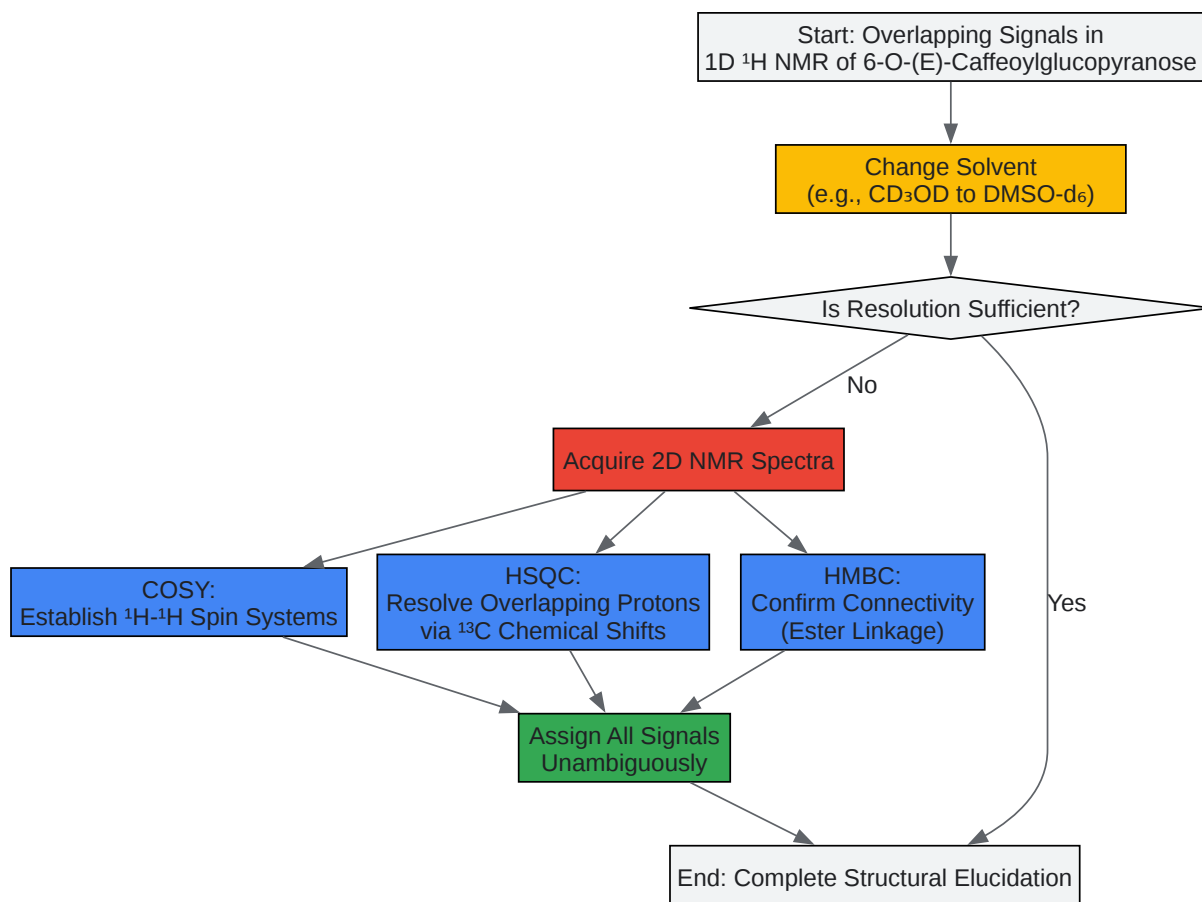 Start: Overlapping Signals in
1D ¹H NMR of 6-O-(E)-Caffeoylglucopyranose
Change Solvent
(e.g., CD₃OD to DMSO-d₆)
Is Resolution Sufficient?
No
Acquire 2D NMR Spectra
COSY:
Establish ¹H-¹H Spin Systems
HSQC:
Resolve Overlapping Protons
via ¹³C Chemical Shifts
HMBC:
Confirm Connectivity
(Ester Linkage)
Yes
Assign All Signals
Unambiguously
End: Complete Structural Elucidation